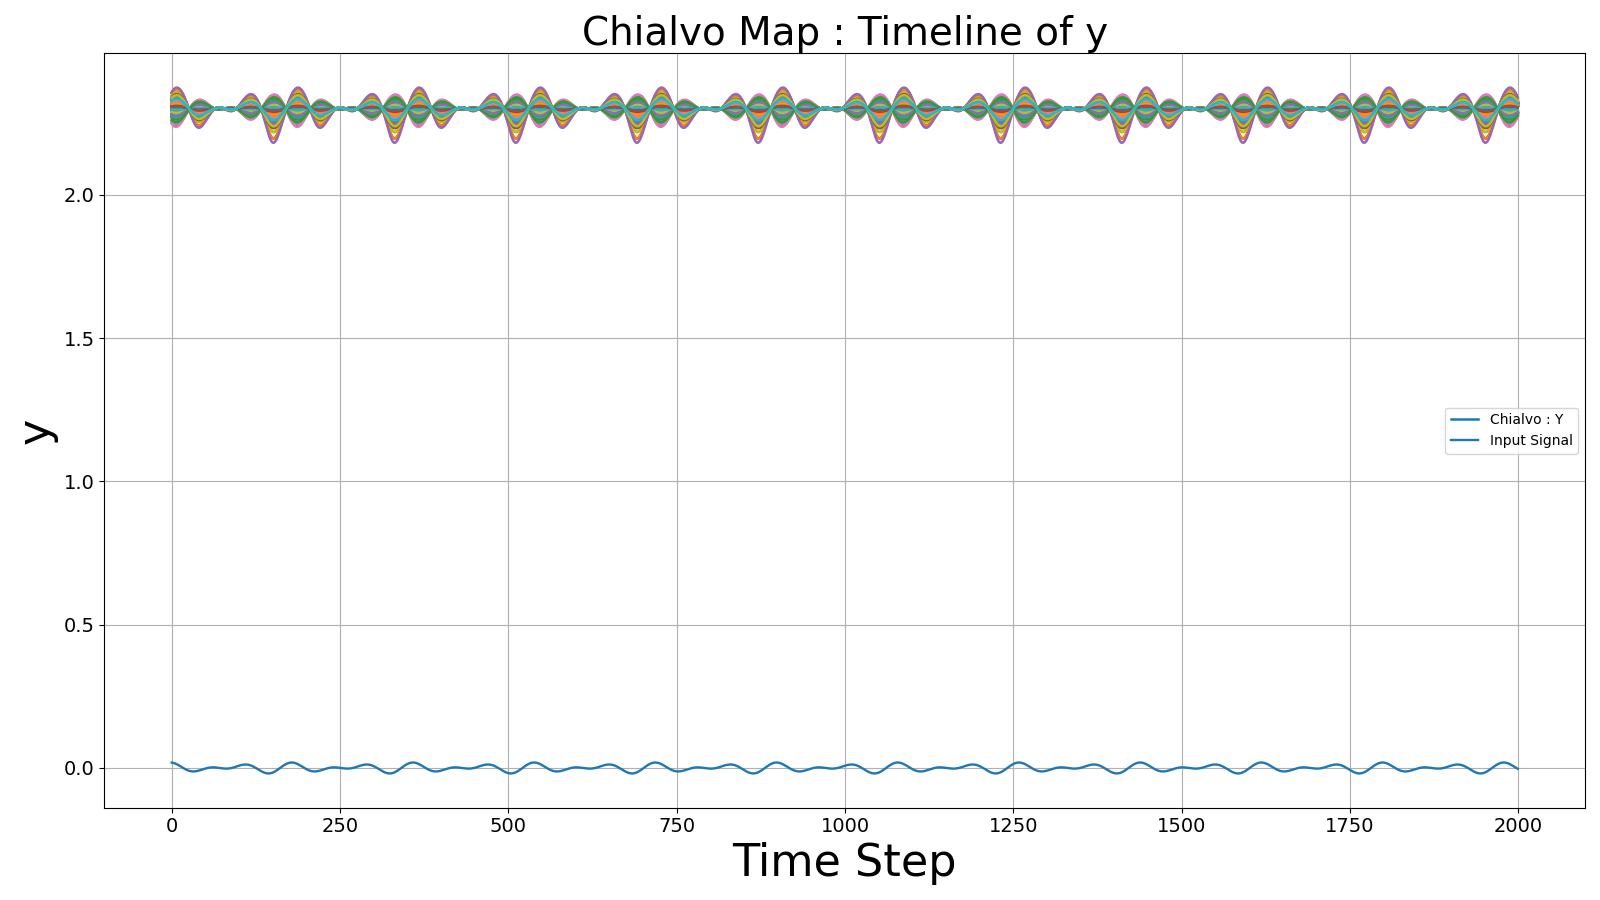 Chialvo Map : Timeline of y
y
2.0
1.5
1.0
0.5
0.0
Chialvo : Y
Input Signal
0 250 500 750 1000 1250 1500 1750 2000
Time Step